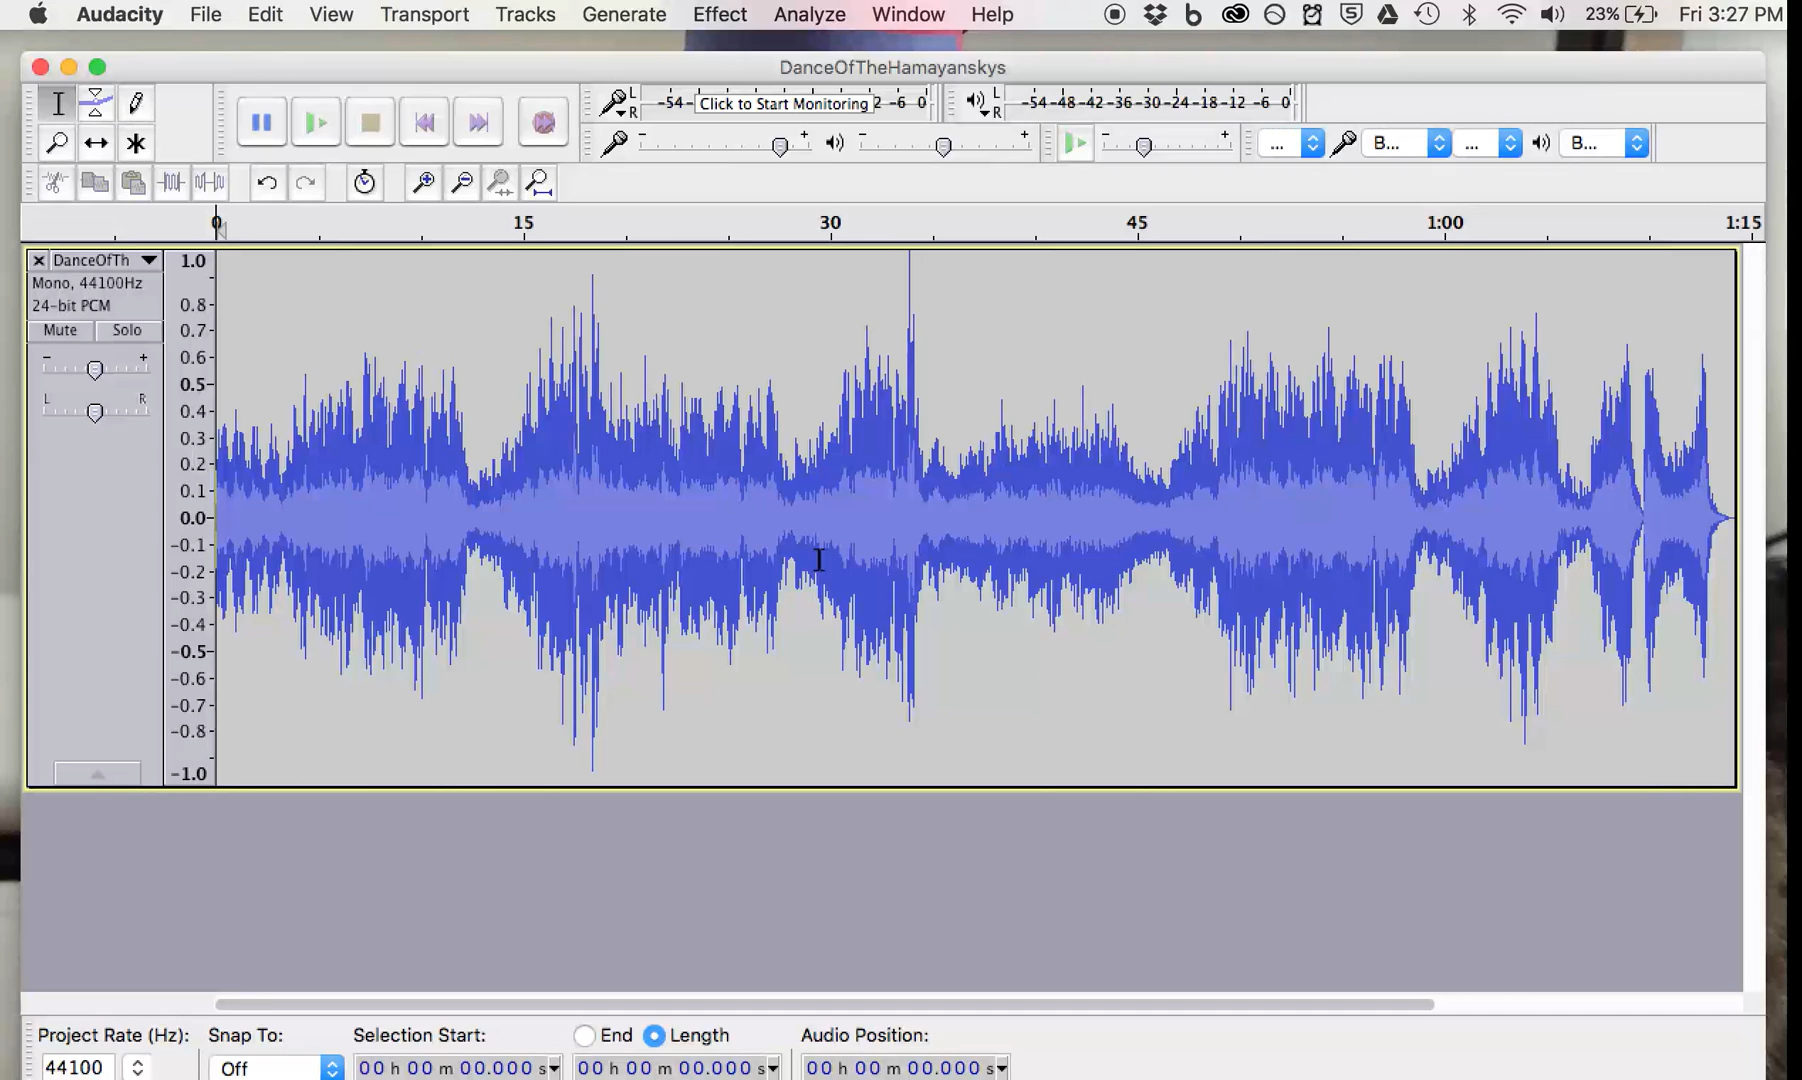 Audacity File Edit View Transport Tracks Generate Effect Analyze Window Help 23% Fri 3:27 PM
DanceOfTheHamayanskys
L R -54- Click to Start Monitoring 2 -6 0 L R -54 -48 -42 -36 -30 -24 -18 -12 -6 0
- + - + - + ... B... ... B...
0 15 30 45 1:00 1:15
DanceOfTh
Mono, 44100Hz
24-bit PCM
Mute Solo
- +
L R
1.0
0.8
0.7
0.6
0.5
0.4
0.3
0.2
0.1
0.0
-0.1
-0.2
-0.3
-0.4
-0.5
-0.6
-0.7
-0.8
-1.0
Project Rate (Hz): Snap To: Selection Start: End Length Audio Position:
44100 Off 00 h 00 m 00.000 s 00 h 00 m 00.000 s 00 h 00 m 00.000 s